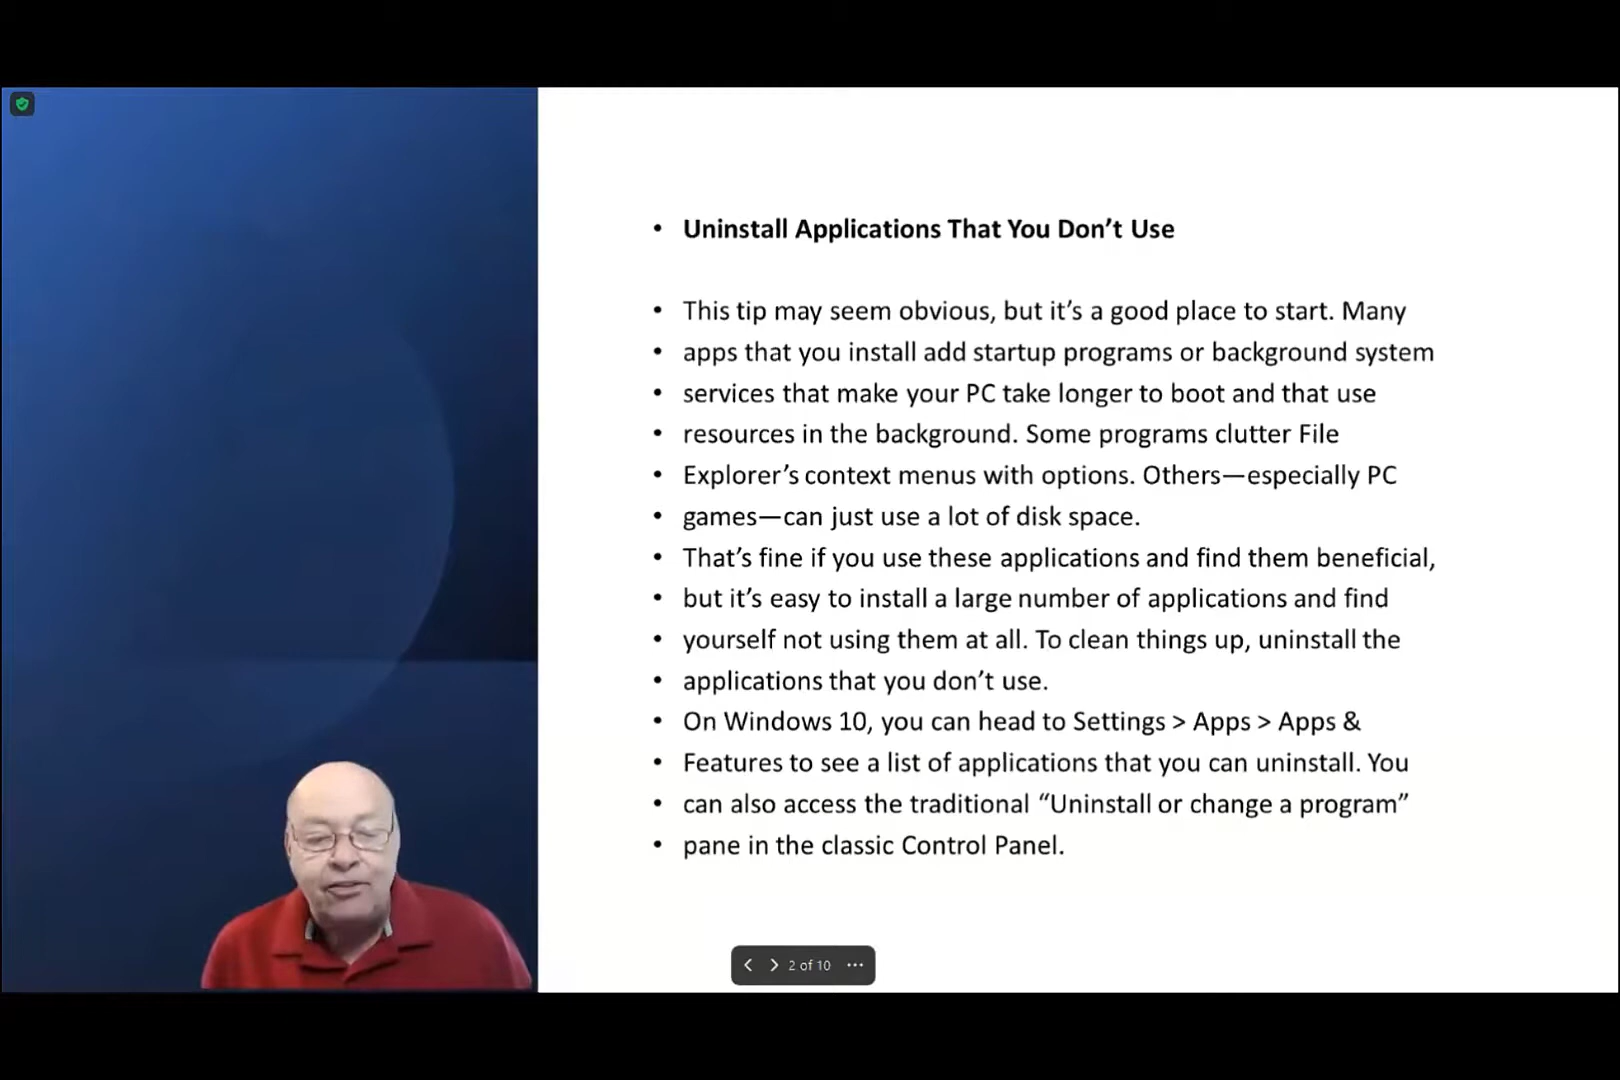 • Uninstall Applications That You Don’t Use
• This tip may seem obvious, but it’s a good place to start. Many
• apps that you install add startup programs or background system
• services that make your PC take longer to boot and that use
• resources in the background. Some programs clutter File
• Explorer’s context menus with options. Others—especially PC
• games—can just use a lot of disk space.
• That’s fine if you use these applications and find them beneficial,
• but it’s easy to install a large number of applications and find
• yourself not using them at all. To clean things up, uninstall the
• applications that you don’t use.
• On Windows 10, you can head to Settings > Apps > Apps &
• Features to see a list of applications that you can uninstall. You
• can also access the traditional “Uninstall or change a program”
• pane in the classic Control Panel.
2 of 10